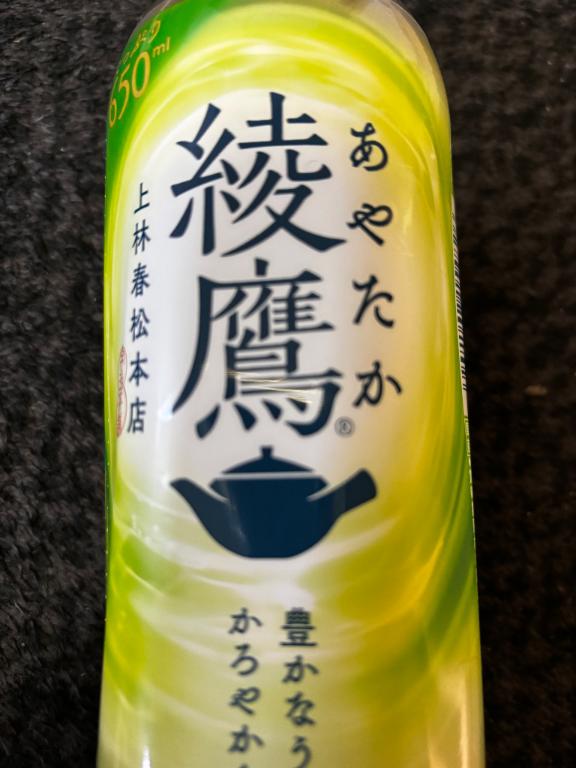 650ml
綾鷹
あやたか
上林春松本店
豊かなう
かろやか